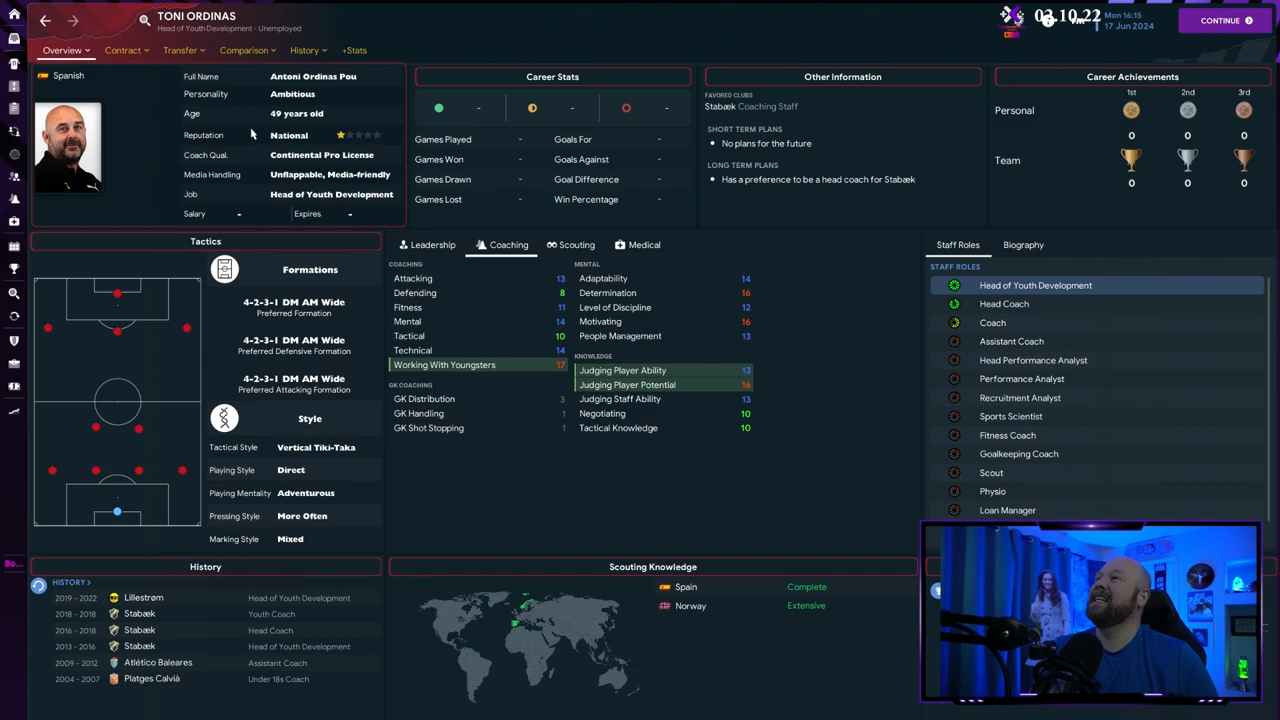 TONI ORDINAS
Head of Youth Development - Unemployed
03.10.22
Mon 16:15
17 Jun 2024
CONTINUE
Overview
Contract
Transfer
Comparison
History
+Stats
Spanish
Full Name Antoni Ordinas Pou
Personality Ambitious
Age 49 years old
Reputation National
Coach Qual. Continental Pro License
Media Handling Unflappable, Media-friendly
Job Head of Youth Development
Salary - Expires -
Career Stats
- - -
Games Played - Goals For -
Games Won - Goals Against -
Games Drawn - Goal Difference -
Games Lost - Win Percentage -
Other Information
FAVORED CLUBS
Stabæk Coaching Staff
SHORT TERM PLANS
• No plans for the future
LONG TERM PLANS
• Has a preference to be a head coach for Stabæk
Career Achievements
1st 2nd 3rd
Personal
0 0 0
Team
0 0 0
Tactics
Formations
4-2-3-1 DM AM Wide
Preferred Formation
4-2-3-1 DM AM Wide
Preferred Defensive Formation
4-2-3-1 DM AM Wide
Preferred Attacking Formation
Style
Tactical Style Vertical Tiki-Taka
Playing Style Direct
Playing Mentality Adventurous
Pressing Style More Often
Marking Style Mixed
Leadership
Coaching
Scouting
Medical
COACHING
Attacking 13
Defending 8
Fitness 11
Mental 14
Tactical 10
Technical 14
Working With Youngsters 17
GK COACHING
GK Distribution 3
GK Handling 1
GK Shot Stopping 1
MENTAL
Adaptability 14
Determination 16
Level of Discipline 12
Motivating 16
People Management 13
KNOWLEDGE
Judging Player Ability 13
Judging Player Potential 16
Judging Staff Ability 13
Negotiating 10
Tactical Knowledge 10
Staff Roles
Biography
STAFF ROLES
Head of Youth Development
Head Coach
Coach
Assistant Coach
Head Performance Analyst
Performance Analyst
Recruitment Analyst
Sports Scientist
Fitness Coach
Goalkeeping Coach
Scout
Physio
Loan Manager
Bo...
History
HISTORY >
2019 - 2022 Lillestrøm Head of Youth Development
2018 - 2018 Stabæk Youth Coach
2016 - 2018 Stabæk Head Coach
2013 - 2016 Stabæk Head of Youth Development
2009 - 2012 Atlético Baleares Assistant Coach
2004 - 2007 Platges Calvià Under 18s Coach
Scouting Knowledge
Spain Complete
Norway Extensive